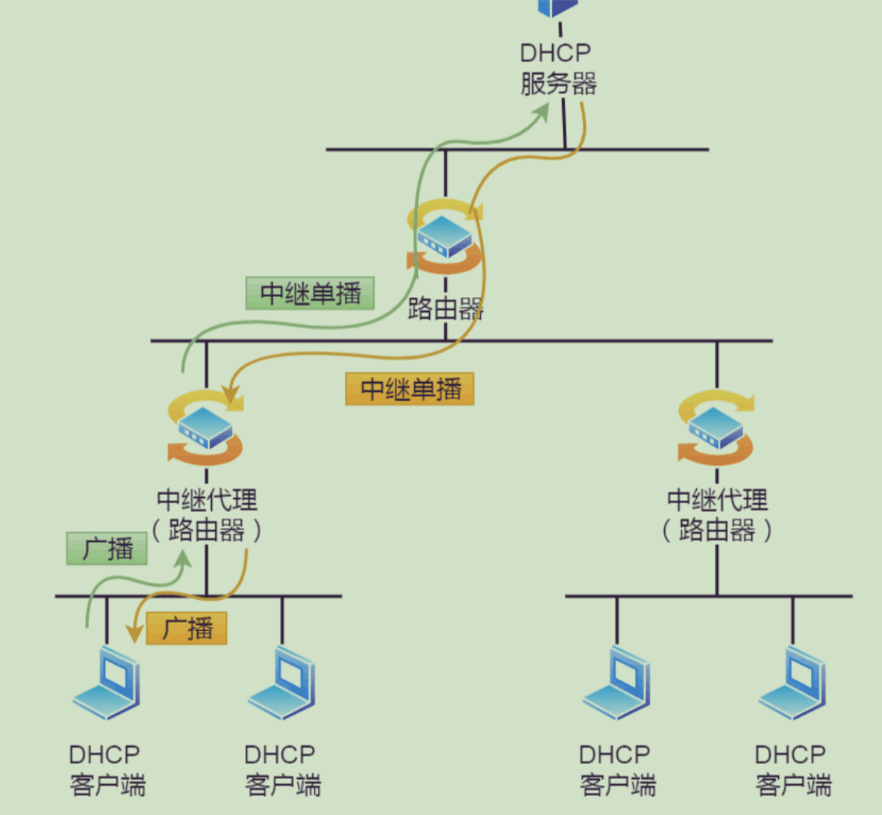 DHCP
服务器
中继单播
路由器
中继单播
中继代理
（路由器）
中继代理
（路由器）
广播
广播
DHCP
客户端
DHCP
客户端
DHCP
客户端
DHCP
客户端